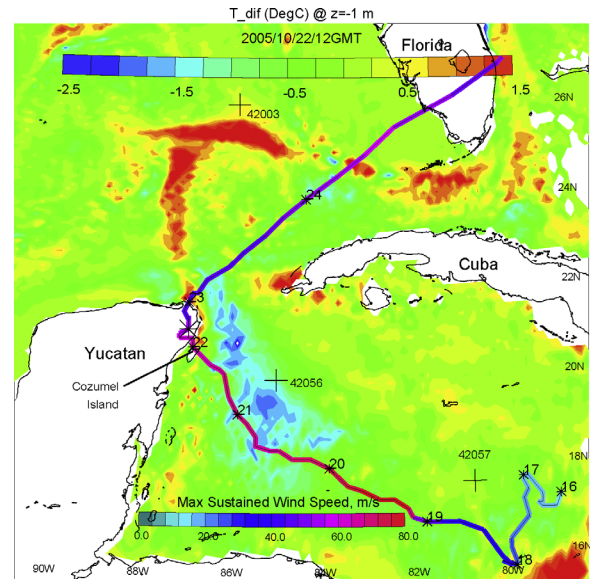 T_dif (DegC) @ z=-1 m
2005/10/22/12GMT
Florida
-2.5 -1.5 -0.5 0.5 1.5
26N
42003
24N
24
Cuba
22N
23
22
Yucatan
20N
Cozumel
Island
42056
21
18N
42057
20
17 16
Max Sustained Wind Speed, m/s
19
0.0 20.0 40.0 60.0 80.0
16N
18
90W 88W 86W 84W 82W 80W